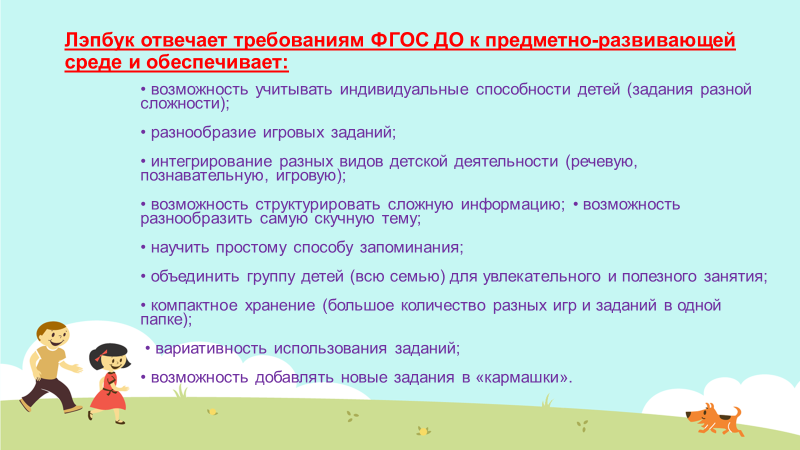 Лэпбук отвечает требованиям ФГОС ДО к предметно-развивающей
среде и обеспечивает:
• возможность учитывать индивидуальные способности детей (задания разной
сложности);
• разнообразие игровых заданий;
• интегрирование разных видов детской деятельности (речевую,
познавательную, игровую);
• возможность структурировать сложную информацию; • возможность
разнообразить самую скучную тему;
• научить простому способу запоминания;
• объединить группу детей (всю семью) для увлекательного и полезного занятия;
• компактное хранение (большое количество разных игр и заданий в одной
папке);
• вариативность использования заданий;
• возможность добавлять новые задания в «кармашки».